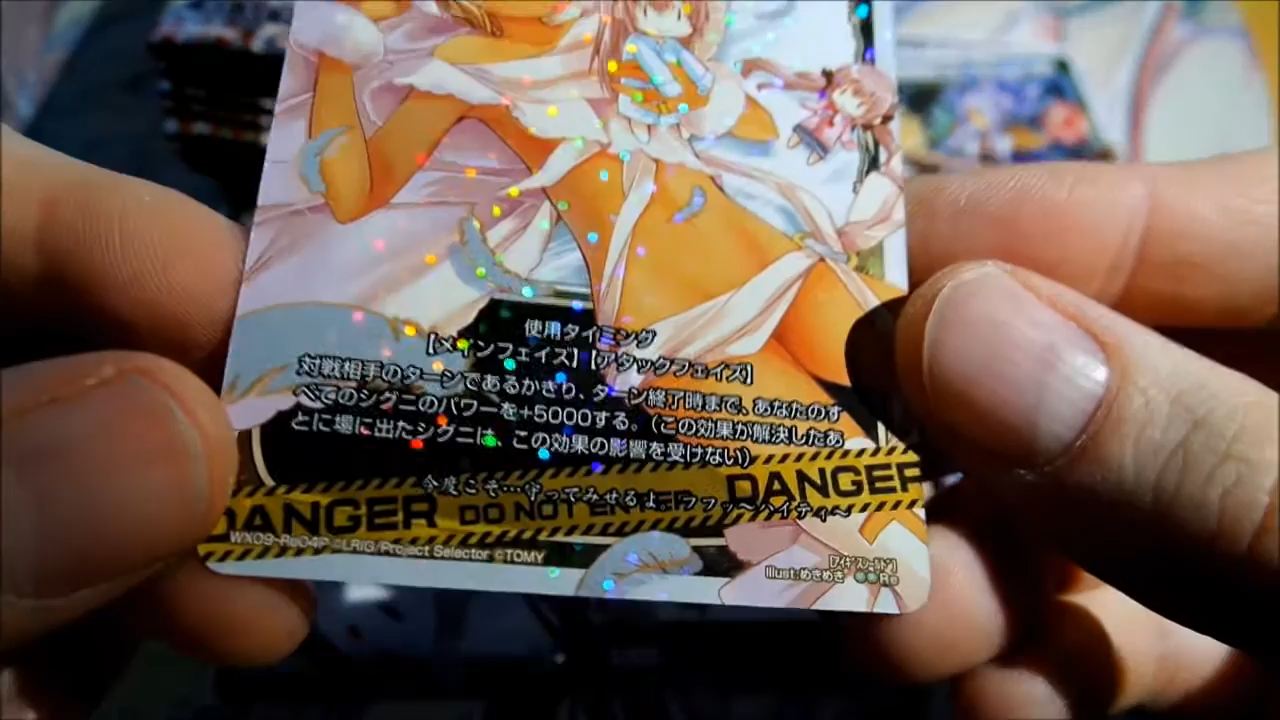 使用タイミング
【メインフェイズ】【アタックフェイズ】
対戦相手のターンであるかぎり、ターン終了時まで、あなたのす
べてのシグニのパワーを+5000する。(この効果が解決したあ
とに場に出たシグニは、この効果の影響を受けない)
今度こそ…守ってみせるよ、フフッ~ハイティ~
DANGER DO NOT ENTER DANGER
WX09-Re04P ©LRIG/Project Selector ©TOMY
Illust:めきめき